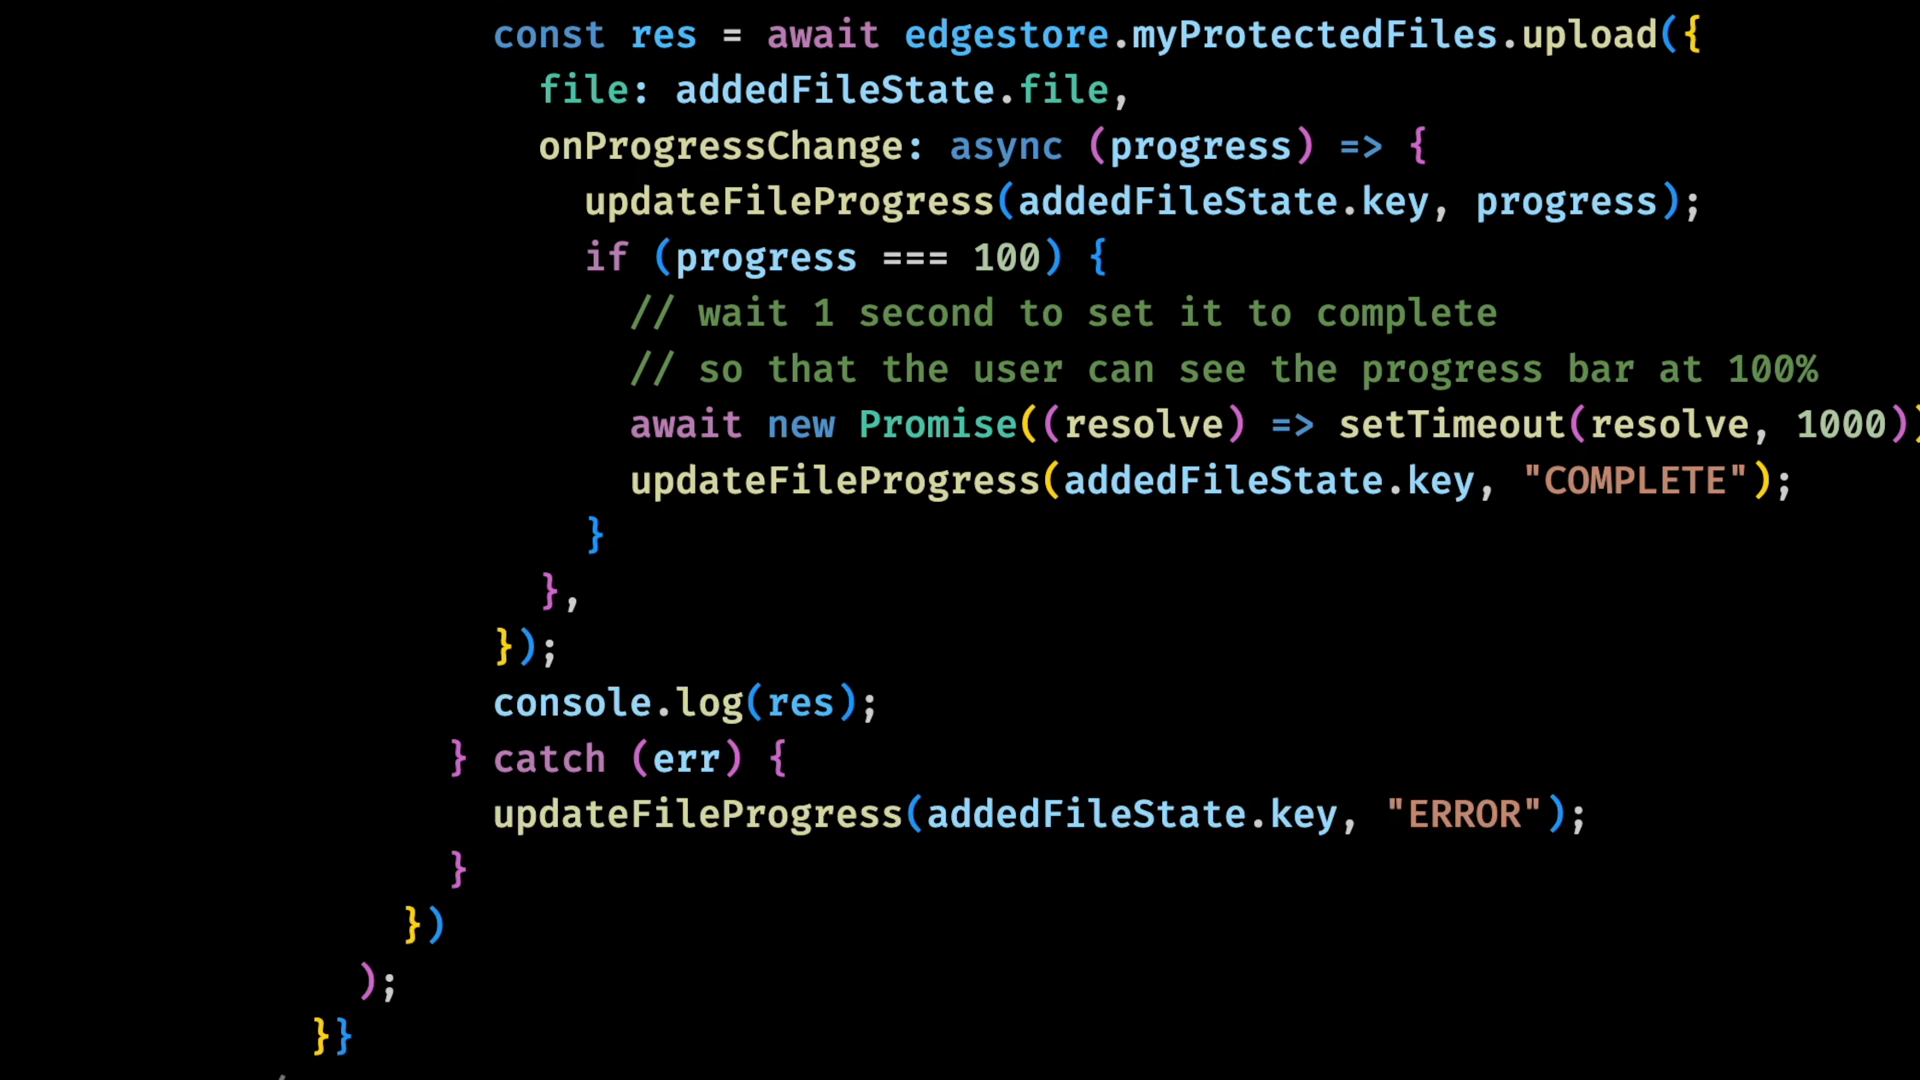 const res = await edgestore.myProtectedFiles.upload({
file: addedFileState.file,
onProgressChange: async (progress) => {
updateFileProgress(addedFileState.key, progress);
if (progress === 100) {
// wait 1 second to set it to complete
// so that the user can see the progress bar at 100%
await new Promise((resolve) => setTimeout(resolve, 1000))
updateFileProgress(addedFileState.key, "COMPLETE");
}
},
});
console.log(res);
} catch (err) {
updateFileProgress(addedFileState.key, "ERROR");
}
})
);
}}